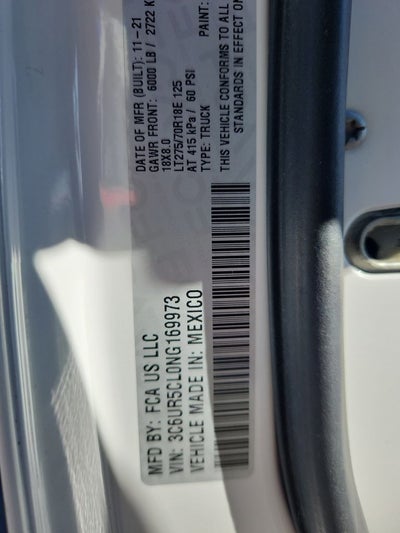 MFD BY: FCA US LLC
VIN: 3C6UR5CL0NG169973
VEHICLE MADE IN: MEXICO
DATE OF MFR (BUILT): 11-21
GAWR FRONT: 6000 LB / 2722 K
18X8.0
LT275/70R18E 125
AT 415 kPa / 60 PSI
TYPE: TRUCK
PAINT:
THIS VEHICLE CONFORMS TO ALL
STANDARDS IN EFFECT ON